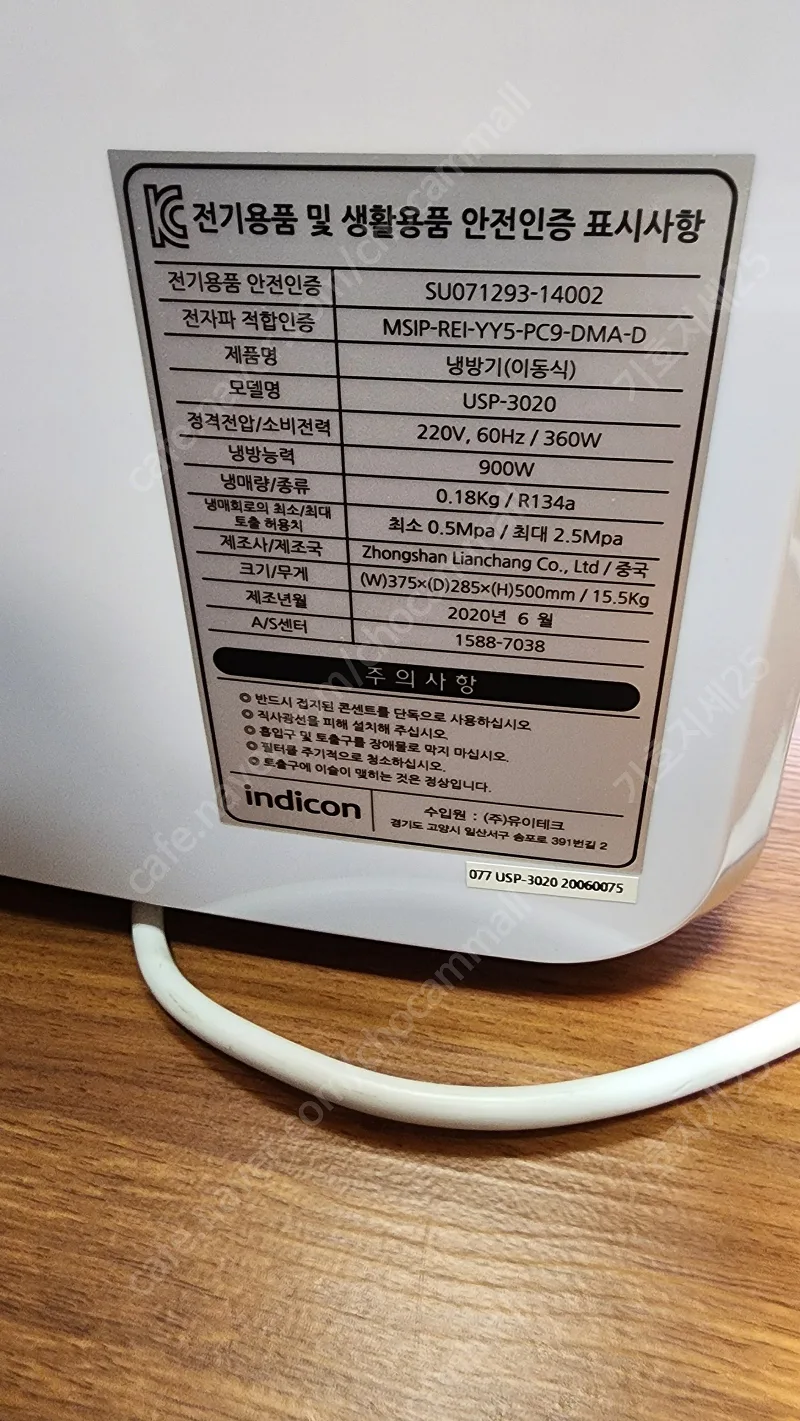 KC 전기용품 및 생활용품 안전인증 표시사항
전기용품 안전인증 SU071293-14002
전자파 적합인증 MSIP-REI-YY5-PC9-DMA-D
제품명 냉방기(이동식)
모델명 USP-3020
정격전압/소비전력 220V, 60Hz / 360W
냉방능력 900W
냉매량/종류 0.18Kg / R134a
냉매회로의 최소/최대
토출 허용치 최소 0.5Mpa / 최대 2.5Mpa
제조사/제조국 Zhongshan Lianchang Co., Ltd / 중국
크기/무게 (W)375×(D)285×(H)500mm / 15.5Kg
제조년월 2020년 6 월
A/S센터 1588-7038
주의사항
◎ 반드시 접지된 콘센트를 단독으로 사용하십시오
◎ 직사광선을 피해 설치해 주십시오.
◎ 흡입구 및 토출구를 장애물로 막지 마십시오.
◎ 필터를 주기적으로 청소하십시오.
◎ 토출구에 이슬이 맺히는 것은 정상입니다.
indicon
수입원 : (주)유이테크
경기도 고양시 일산서구 송포로 391번길 2
077 USP-3020 20060075
cafe.naver.com/chocammall